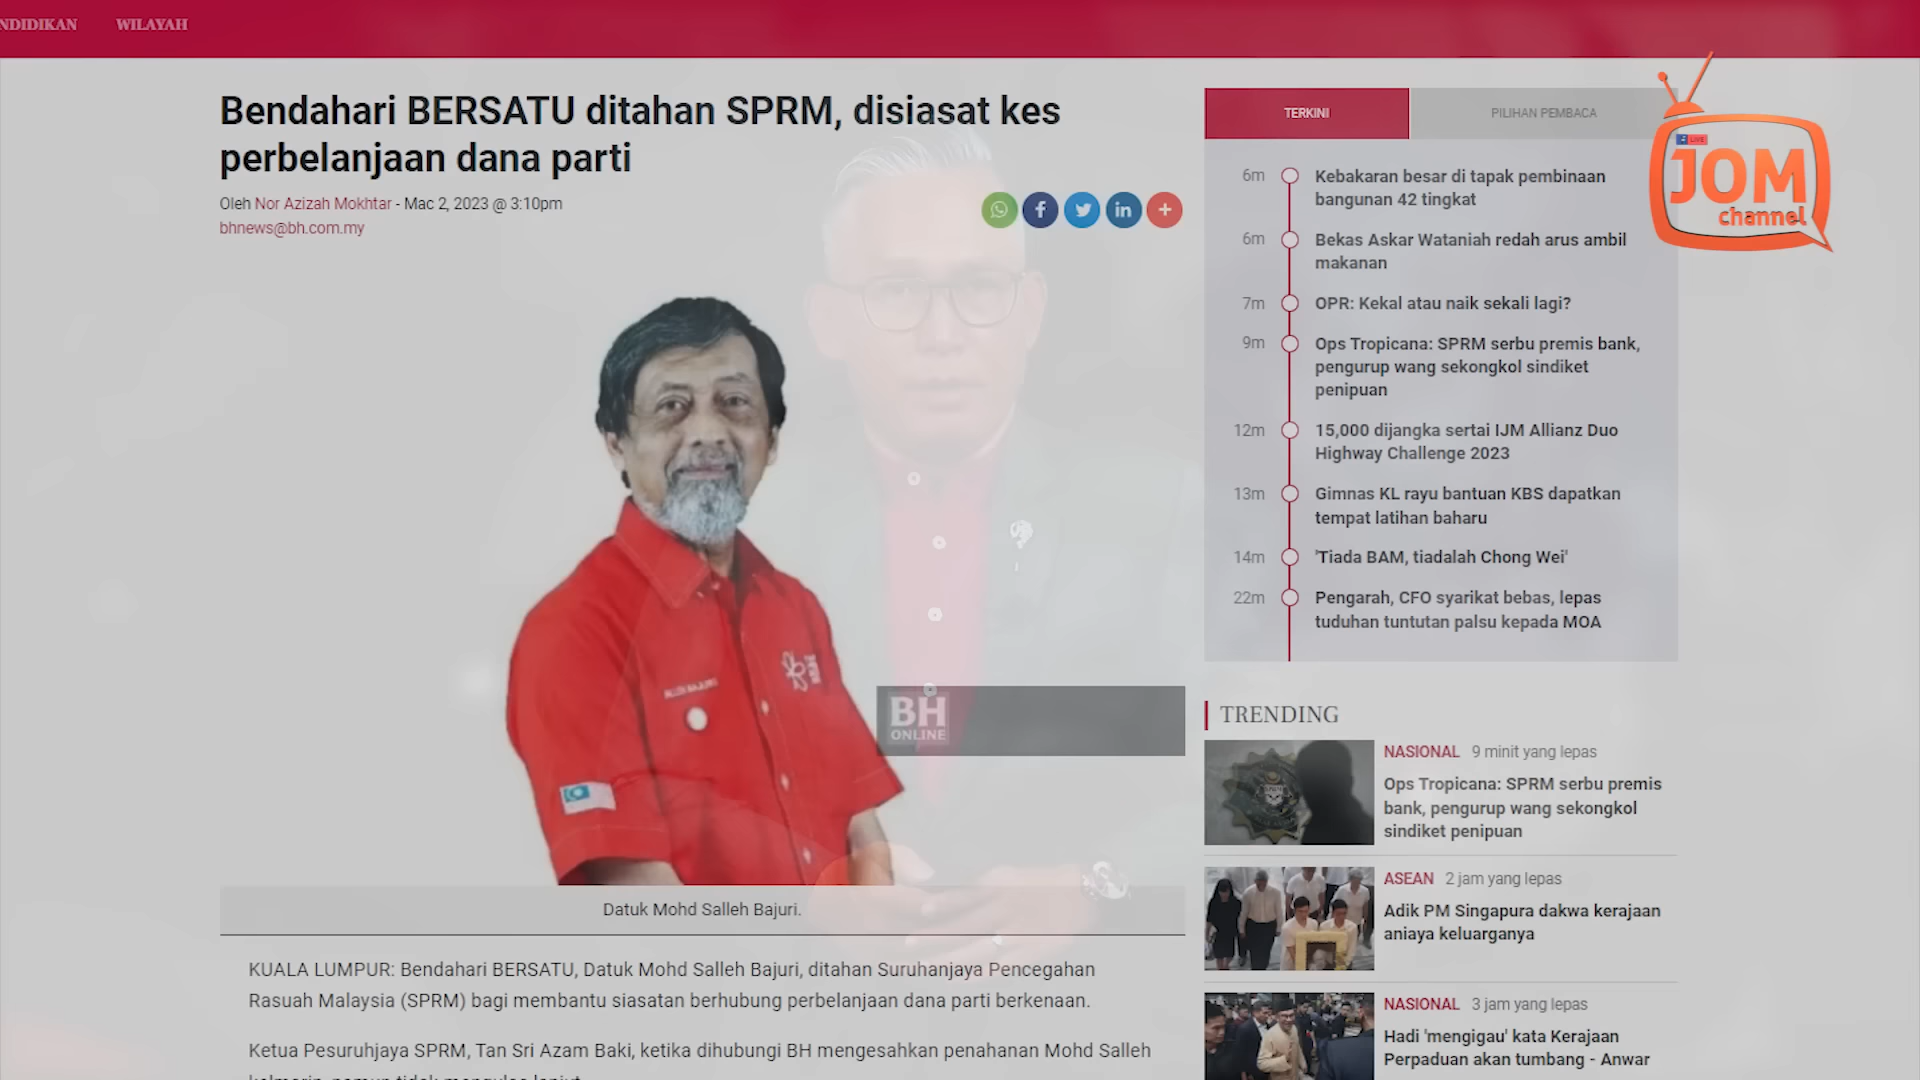 NDIDIKAN
WILAYAH
Bendahari BERSATU ditahan SPRM, disiasat kes
perbelanjaan dana parti
Oleh Nor Azizah Mokhtar - Mac 2, 2023 @ 3:10pm
bhnews@bh.com.my
BH
ONLINE
Datuk Mohd Salleh Bajuri.
KUALA LUMPUR: Bendahari BERSATU, Datuk Mohd Salleh Bajuri, ditahan Suruhanjaya Pencegahan
Rasuah Malaysia (SPRM) bagi membantu siasatan berhubung perbelanjaan dana parti berkenaan.
Ketua Pesuruhjaya SPRM, Tan Sri Azam Baki, ketika dihubungi BH mengesahkan penahanan Mohd Salleh
TERKINI
PILIHAN PEMBACA
6m
Kebakaran besar di tapak pembinaan
bangunan 42 tingkat
6m
Bekas Askar Wataniah redah arus ambil
makanan
7m
OPR: Kekal atau naik sekali lagi?
9m
Ops Tropicana: SPRM serbu premis bank,
pengurup wang sekongkol sindiket
penipuan
12m
15,000 dijangka sertai IJM Allianz Duo
Highway Challenge 2023
13m
Gimnas KL rayu bantuan KBS dapatkan
tempat latihan baharu
14m
'Tiada BAM, tiadalah Chong Wei'
22m
Pengarah, CFO syarikat bebas, lepas
tuduhan tuntutan palsu kepada MOA
LIVE
JOM
channel
TRENDING
NASIONAL 9 minit yang lepas
Ops Tropicana: SPRM serbu premis
bank, pengurup wang sekongkol
sindiket penipuan
ASEAN 2 jam yang lepas
Adik PM Singapura dakwa kerajaan
aniaya keluarganya
NASIONAL 3 jam yang lepas
Hadi 'mengigau' kata Kerajaan
Perpaduan akan tumbang - Anwar